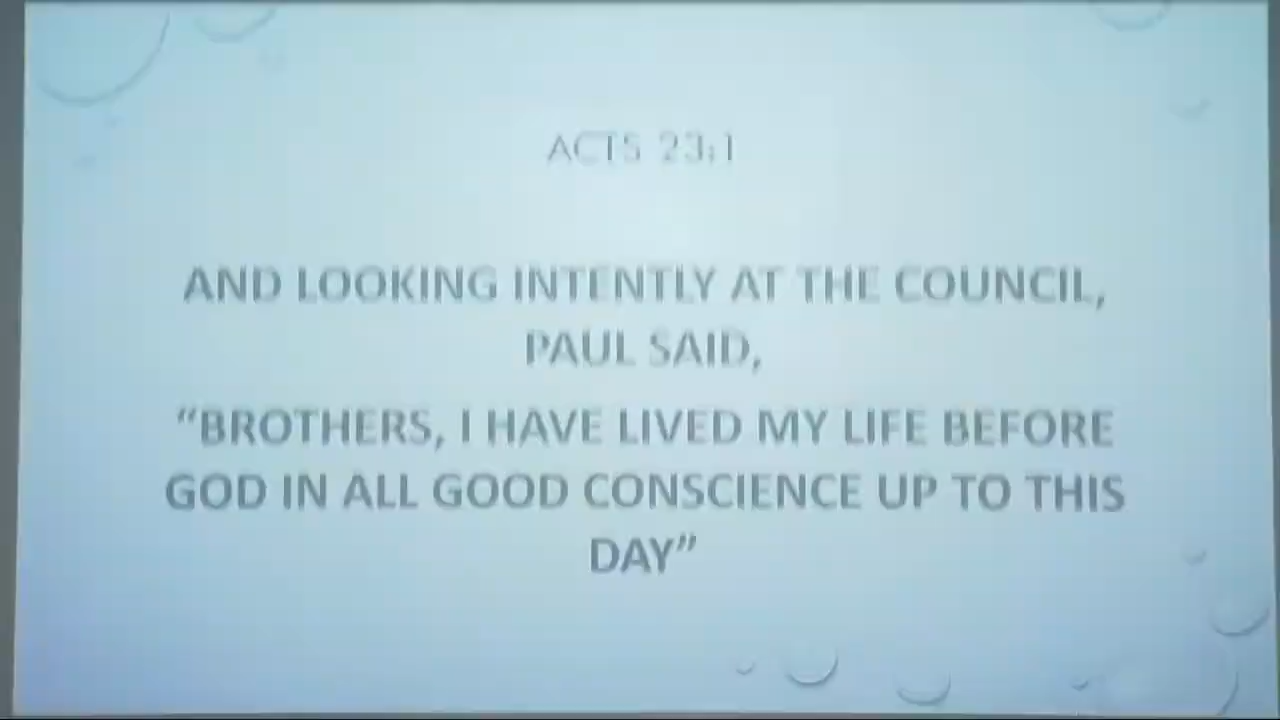 ACTS 23:1
AND LOOKING INTENTLY AT THE COUNCIL,
PAUL SAID,
“BROTHERS, I HAVE LIVED MY LIFE BEFORE
GOD IN ALL GOOD CONSCIENCE UP TO THIS
DAY”